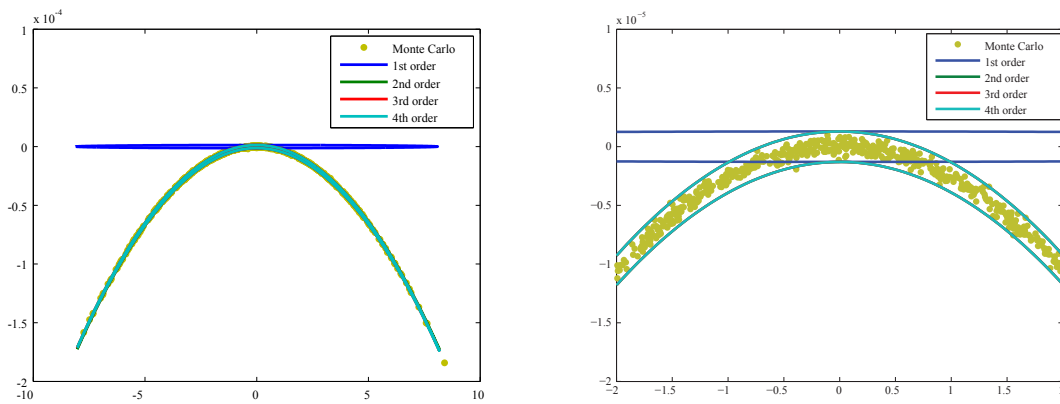 x 10⁻⁴
1
0.5
0
-0.5
-1
-1.5
-2
-10
-5
0
5
10
Monte Carlo
1st order
2nd order
3rd order
4th order
x 10⁻⁵
1
0.5
0
−0.5
−1
−1.5
−2
−2
−1.5
−1
−0.5
0
0.5
1
1.5
Monte Carlo
1st order
2nd order
3rd order
4th order